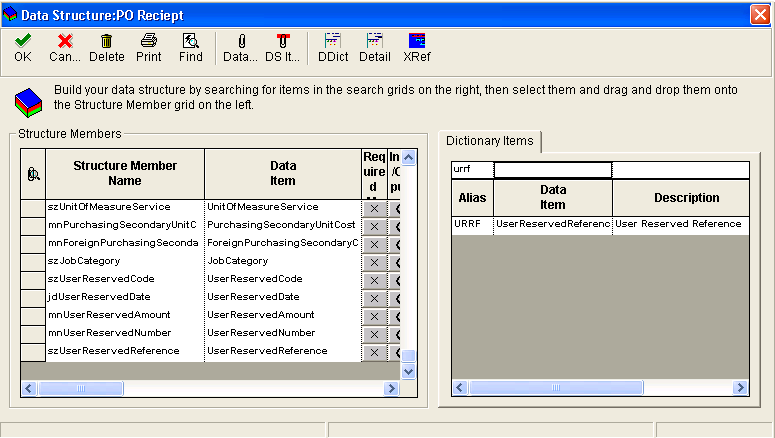 Data Structure:PO Reciept
OK Can... Delete Print Find Data... DS It... DDict Detail XRef
Build your data structure by searching for items in the search grids on the right, then select them and drag and drop them onto
the Structure Member grid on the left.
Structure Members
Structure Member Name Data Item Req uire d In /O pu
szUnitOfMeasureService UnitOfMeasureService
mnPurchasingSecondaryUnitC PurchasingSecondaryUnitCost
mnForeignPurchasingSeconda ForeignPurchasingSecondaryC
szJobCategory JobCategory
szUserReservedCode UserReservedCode
jdUserReservedDate UserReservedDate
mnUserReservedAmount UserReservedAmount
mnUserReservedNumber UserReservedNumber
szUserReservedReference UserReservedReference
Dictionary Items
urrf
Alias Data Item Description
URRF UserReservedReferenc User Reserved Reference